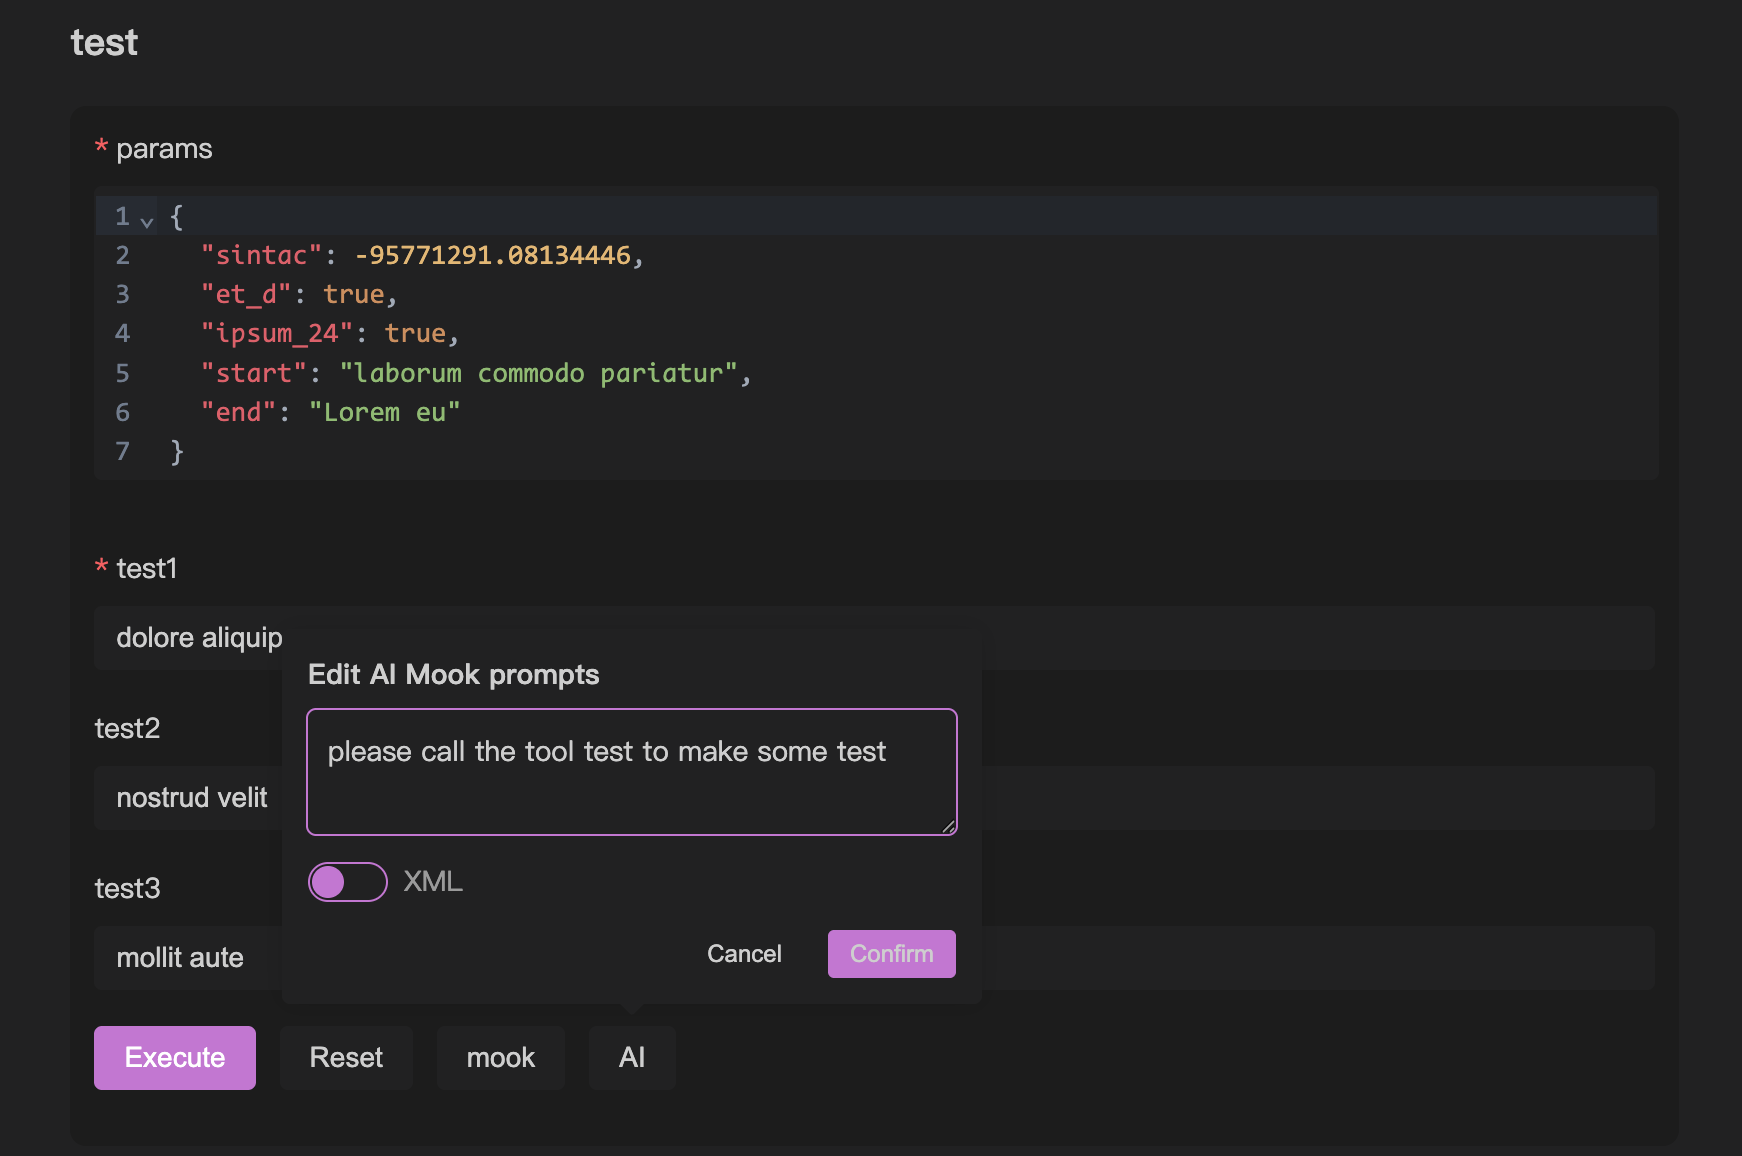 test
* params
1 {
2 "sintac": -95771291.08134446,
3 "et_d": true,
4 "ipsum_24": true,
5 "start": "laborum commodo pariatur",
6 "end": "Lorem eu"
7 }
* test1
dolore aliquip
Edit AI Mook prompts
please call the tool test to make some test
XML
Cancel Confirm
test2
nostrud velit
test3
mollit aute
Execute Reset mook AI